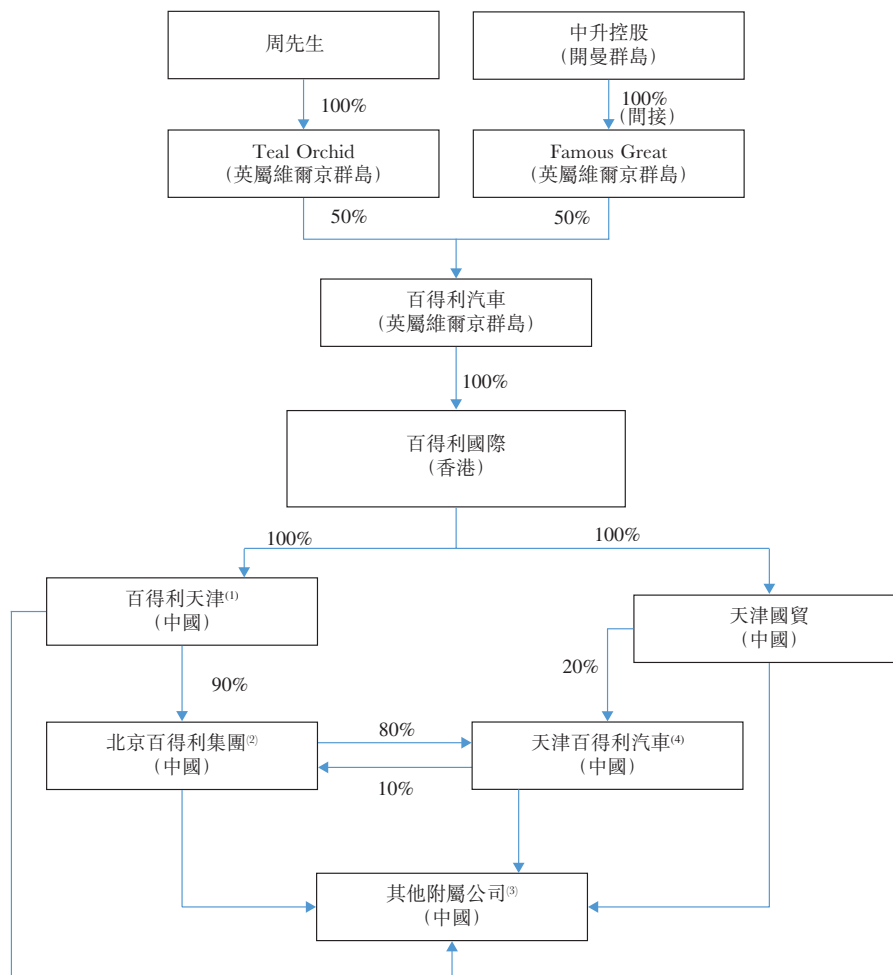 周先生
中升控股
（開曼群島）
100%
100%
（間接）
Teal Orchid
（英屬維爾京群島）
Famous Great
（英屬維爾京群島）
50%
50%
百得利汽車
（英屬維爾京群島）
100%
百得利國際
（香港）
100%
100%
百得利天津(1)
（中國）
天津國貿
（中國）
90%
20%
北京百得利集團(2)
（中國）
80%
10%
天津百得利汽車(4)
（中國）
其他附屬公司(3)
（中國）